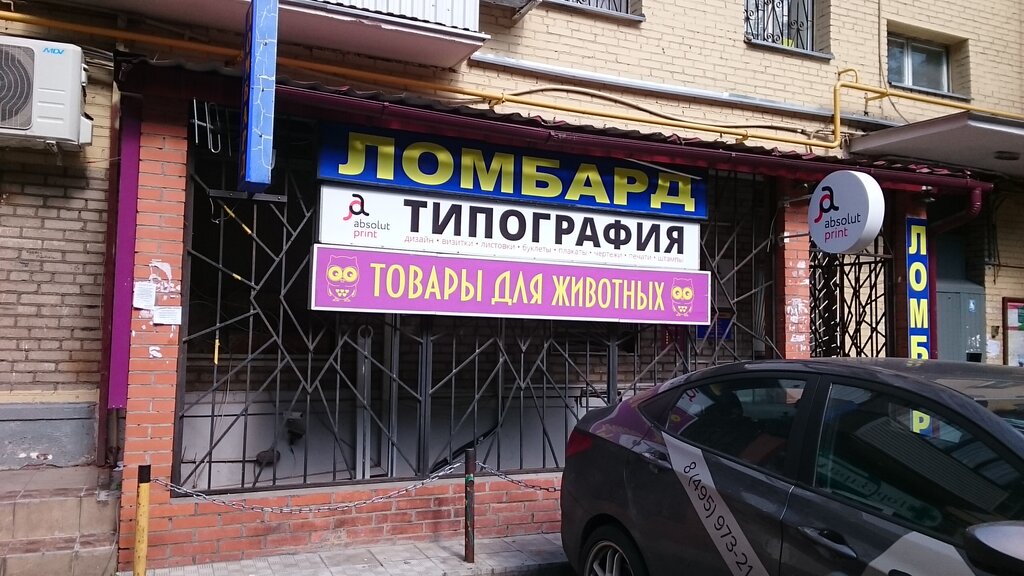 MDV
ЛОМБАРД
absolut
print
ТИПОГРАФИЯ
дизайн • визитки • листовки • буклеты • плакаты • чертежи • печати • штампы
ТОВАРЫ ДЛЯ ЖИВОТНЫХ
absolut
print
ЛОМБ
Р
8 (495) 973-21